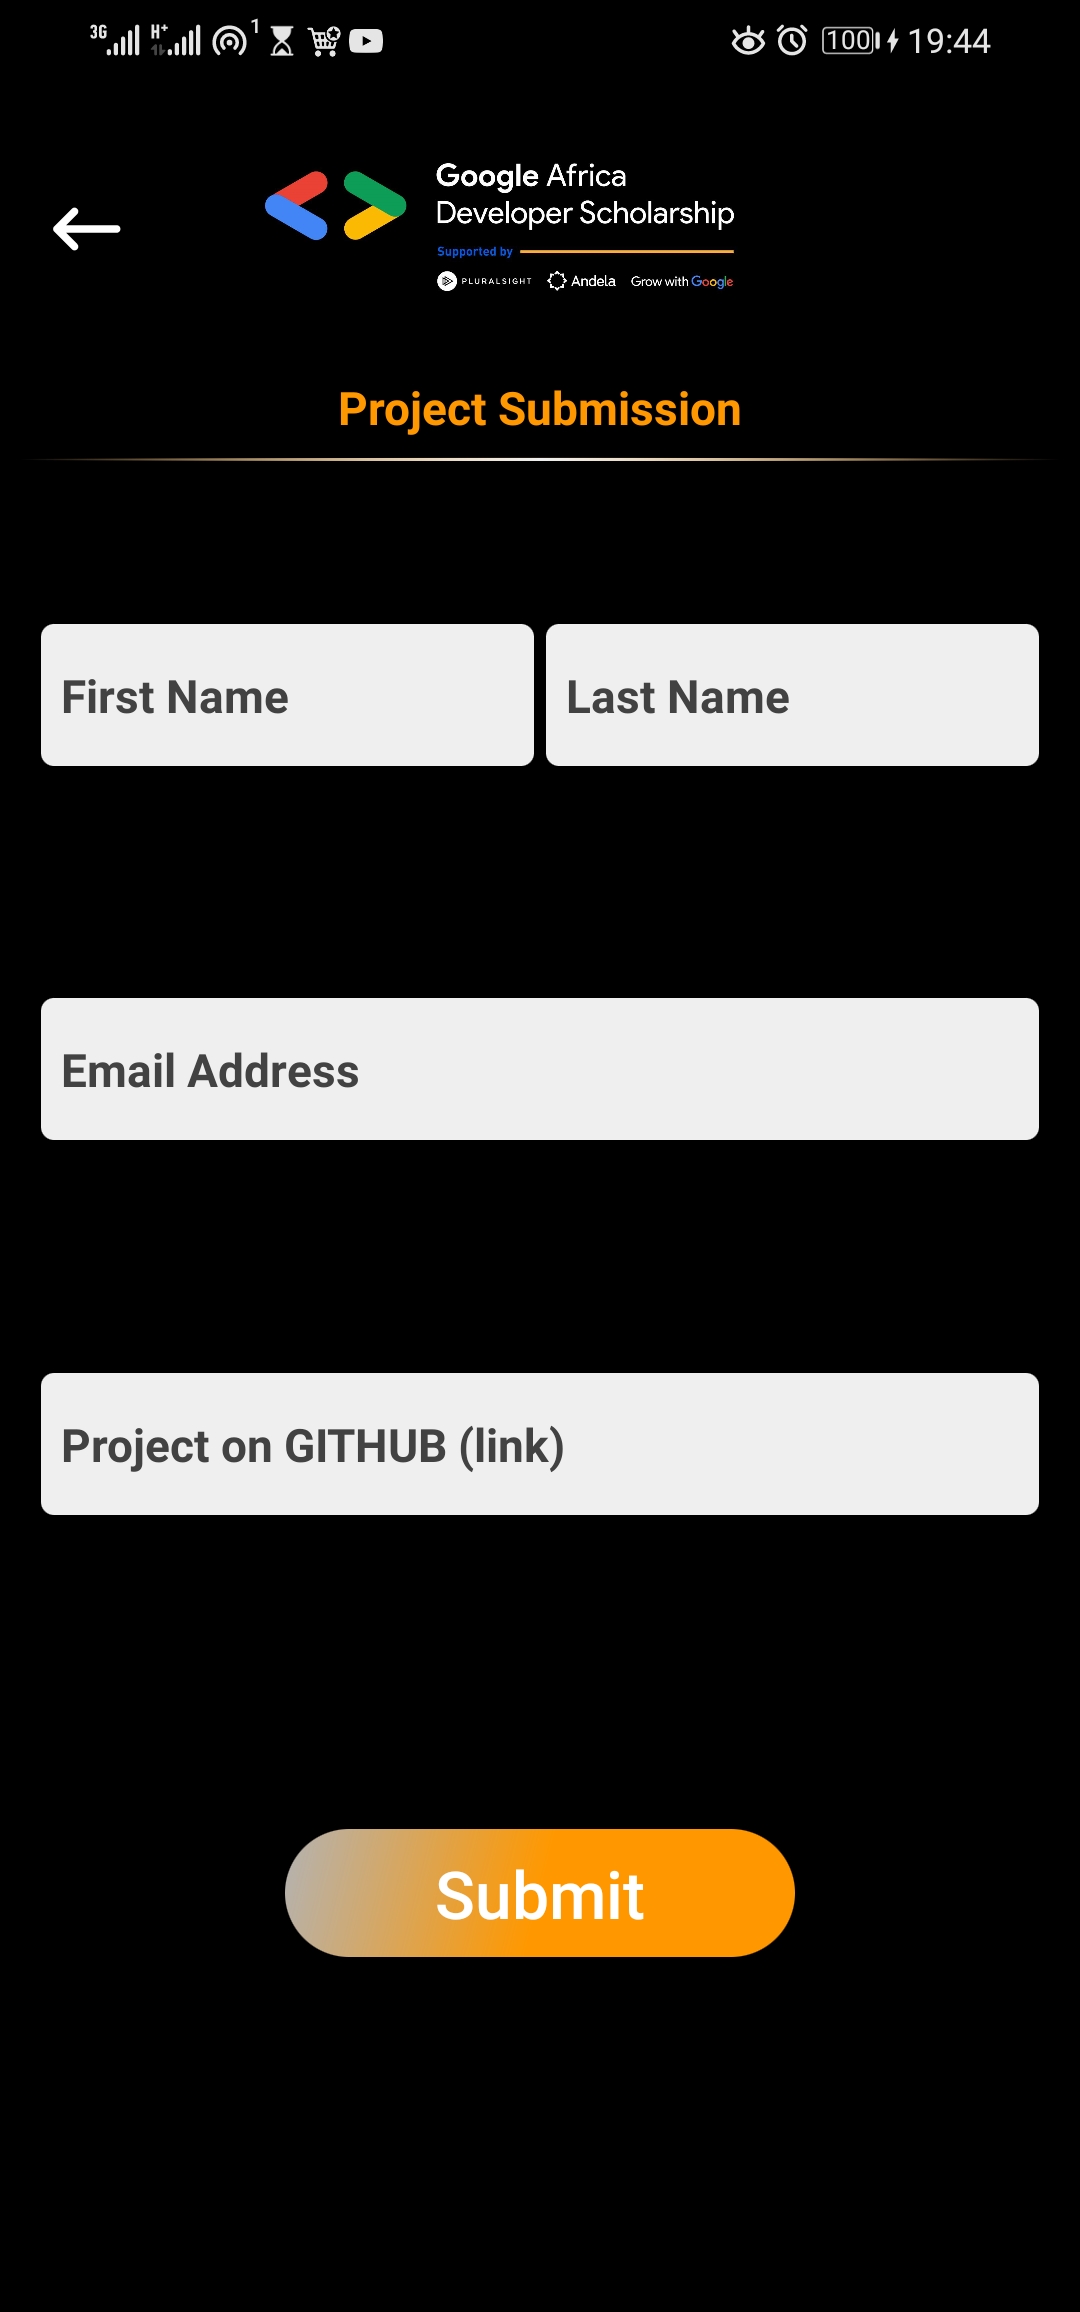 3G H+ 1 100 19:44
Google Africa
Developer Scholarship
Supported by
PLURALSIGHT Andela Grow with Google
Project Submission
First Name Last Name
Email Address
Project on GITHUB (link)
Submit